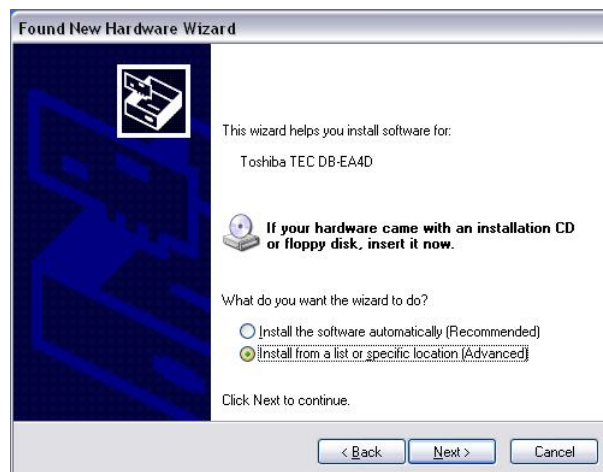 Found New Hardware Wizard
This wizard helps you install software for:
Toshiba TEC DB-EA4D
If your hardware came with an installation CD
or floppy disk, insert it now.
What do you want the wizard to do?
Install the software automatically (Recommended)
Install from a list or specific location (Advanced)
Click Next to continue.
< Back Next > Cancel